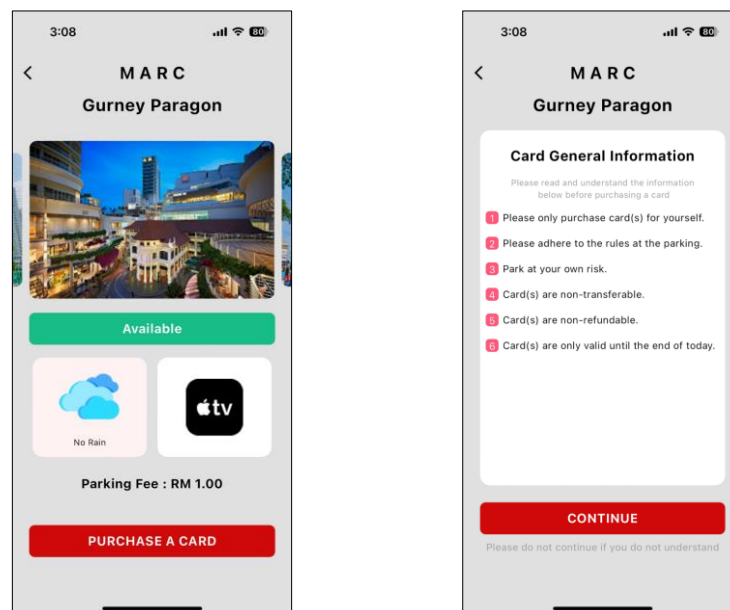 3:08
80
MARC
Gurney Paragon
Available
tv
No Rain
Parking Fee : RM 1.00
PURCHASE A CARD
3:08
80
MARC
Gurney Paragon
Card General Information
Please read and understand the information
below before purchasing a card
1 Please only purchase card(s) for yourself.
2 Please adhere to the rules at the parking.
3 Park at your own risk.
4 Card(s) are non-transferable.
5 Card(s) are non-refundable.
6 Card(s) are only valid until the end of today.
CONTINUE
Please do not continue if you do not understand